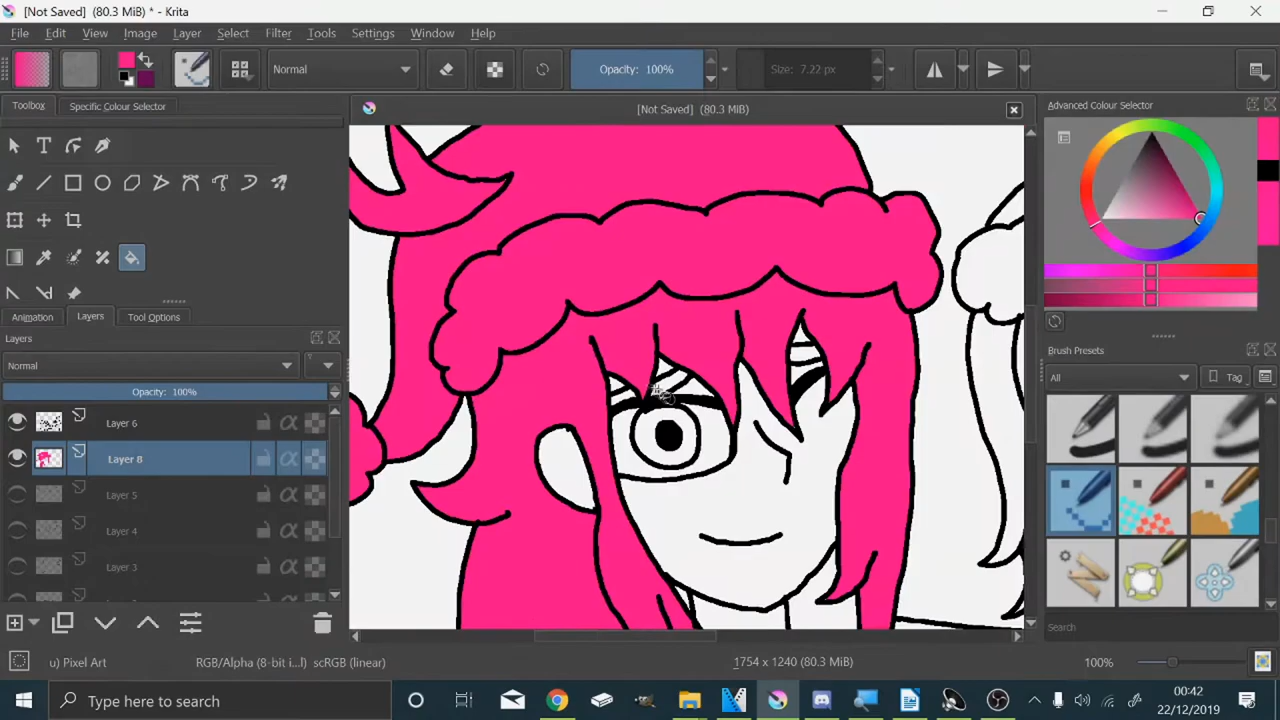 [Not Saved] (80.3 MiB) * - Krita
File Edit View Image Layer Select Filter Tools Settings Window Help
Normal
Opacity: 100%
Size: 7.22 px
Toolbox
Specific Colour Selector
[Not Saved] (80.3 MiB)
Advanced Colour Selector
Animation
Layers
Tool Options
Layers
Normal
Opacity: 100%
Layer 6
Layer 8
Layer 5
Layer 4
Layer 3
Brush Presets
All
Tag
Search
u) Pixel Art
RGB/Alpha (8-bit i...l) scRGB (linear)
1754 x 1240 (80.3 MiB)
100%
Type here to search
00:42
22/12/2019